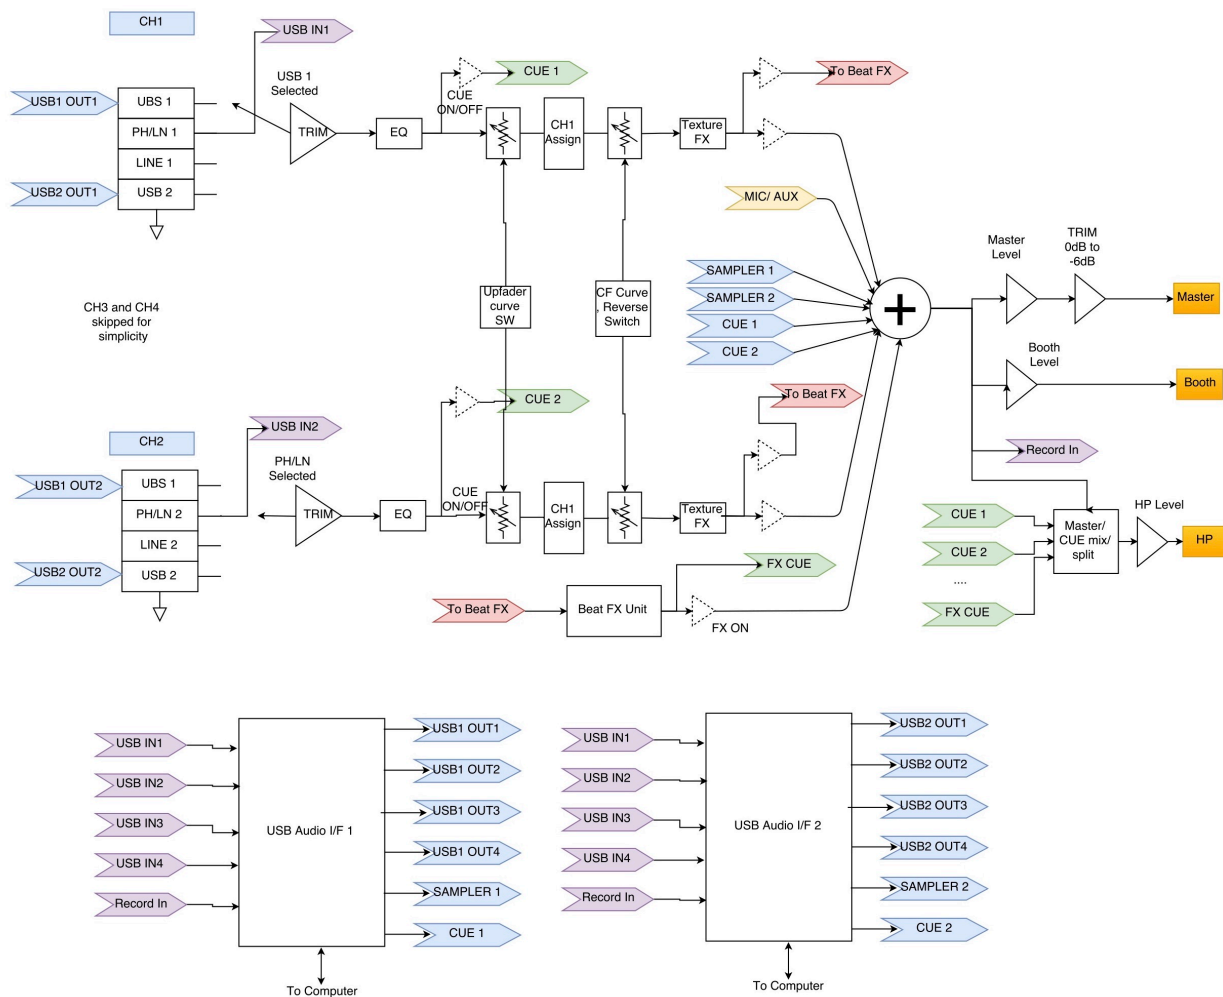 CH1
USB IN1
USB 1
Selected
USB1 OUT1
UBS 1
PH/LN 1
LINE 1
USB2 OUT1
USB 2
TRIM
EQ
CUE
ON/OFF
CUE 1
CH1
Assign
Texture
FX
To Beat FX
MIC/ AUX
SAMPLER 1
SAMPLER 2
CUE 1
CUE 2
+
Master
Level
TRIM
0dB to
-6dB
Master
Booth
Level
Booth
Record In
CH3 and CH4
skipped for
simplicity
Upfader
curve
SW
CF Curve
, Reverse
Switch
To Beat FX
CUE 2
CH2
USB IN2
PH/LN
Selected
USB1 OUT2
UBS 1
PH/LN 2
LINE 2
USB2 OUT2
USB 2
TRIM
EQ
CUE
ON/OFF
CH1
Assign
Texture
FX
CUE 1
CUE 2
....
FX CUE
Master/
CUE mix/
split
HP Level
HP
FX CUE
To Beat FX
Beat FX Unit
FX ON
USB IN1
USB IN2
USB IN3
USB IN4
Record In
USB Audio I/F 1
USB1 OUT1
USB1 OUT2
USB1 OUT3
USB1 OUT4
SAMPLER 1
CUE 1
To Computer
USB IN1
USB IN2
USB IN3
USB IN4
Record In
USB Audio I/F 2
USB2 OUT1
USB2 OUT2
USB2 OUT3
USB2 OUT4
SAMPLER 2
CUE 2
To Computer